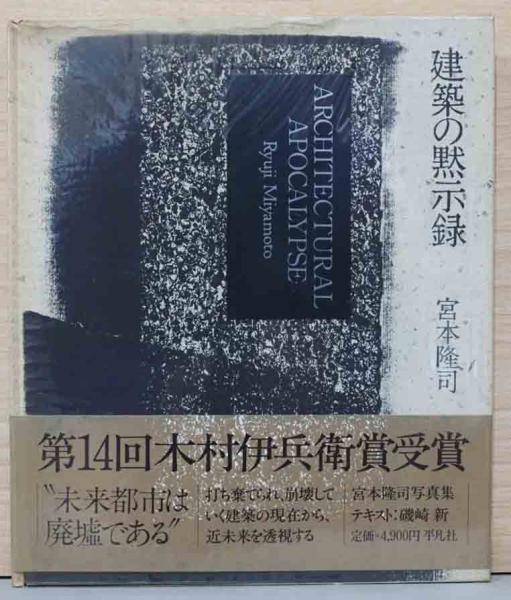 建築の黙示録
宮本隆司
ARCHITECTURAL
APOCALYPSE
Ryuji Miyamoto
第14回木村伊兵衛賞受賞
"未来都市は
廃墟である"
打ち棄てられ、崩壊して
いく建築の現在から、
近未来を透視する
宮本隆司写真集
テキスト:磯崎 新
定価=4,900円 平凡社